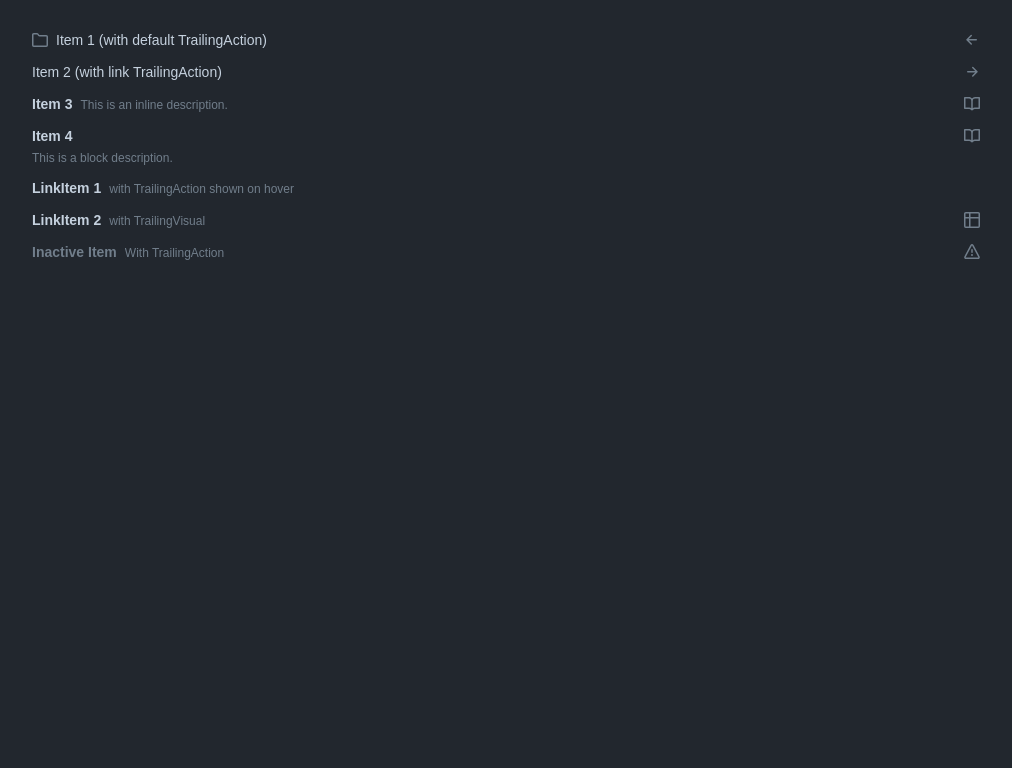 Item 1 (with default TrailingAction)
Item 2 (with link TrailingAction)
Item 3 This is an inline description.
Item 4
This is a block description.
LinkItem 1 with TrailingAction shown on hover
LinkItem 2 with TrailingVisual
Inactive Item With TrailingAction